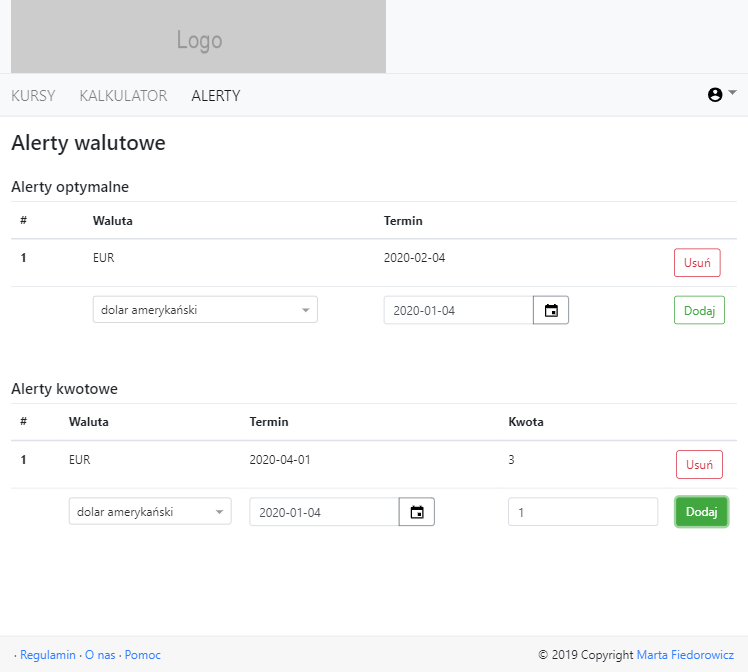 Logo
KURSY KALKULATOR ALERTY
Alerty walutowe
Alerty optymalne
# Waluta Termin
1 EUR 2020-02-04 Usuń
dolar amerykański 2020-01-04 Dodaj
Alerty kwotowe
# Waluta Termin Kwota
1 EUR 2020-04-01 3 Usuń
dolar amerykański 2020-01-04 1 Dodaj
· Regulamin · O nas · Pomoc © 2019 Copyright Marta Fiedorowicz